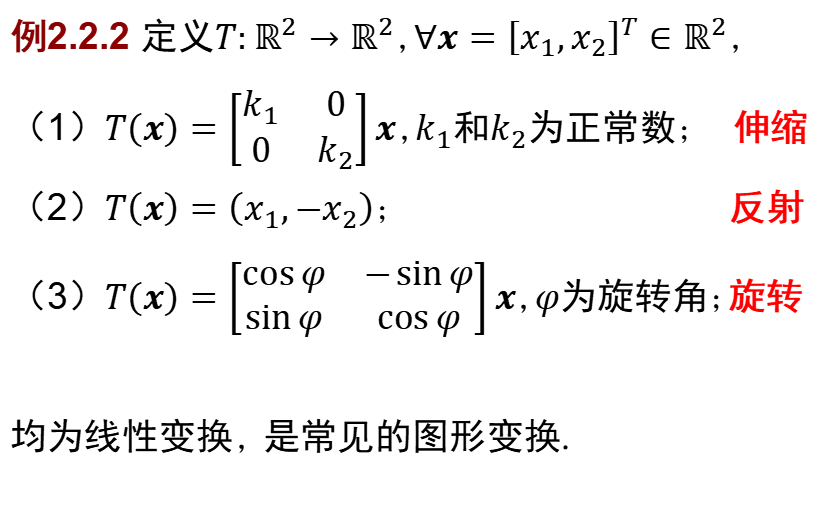 例2.2.2 定义T: ℝ² → ℝ², ∀x = [x₁, x₂]ᵀ ∈ ℝ²,
（1）T(x) = [k₁ 0; 0 k₂] x, k₁和k₂为正常数； 伸缩
（2）T(x) = (x₁, −x₂)； 反射
（3）T(x) = [cos φ −sin φ; sin φ cos φ] x, φ为旋转角; 旋转
均为线性变换，是常见的图形变换.